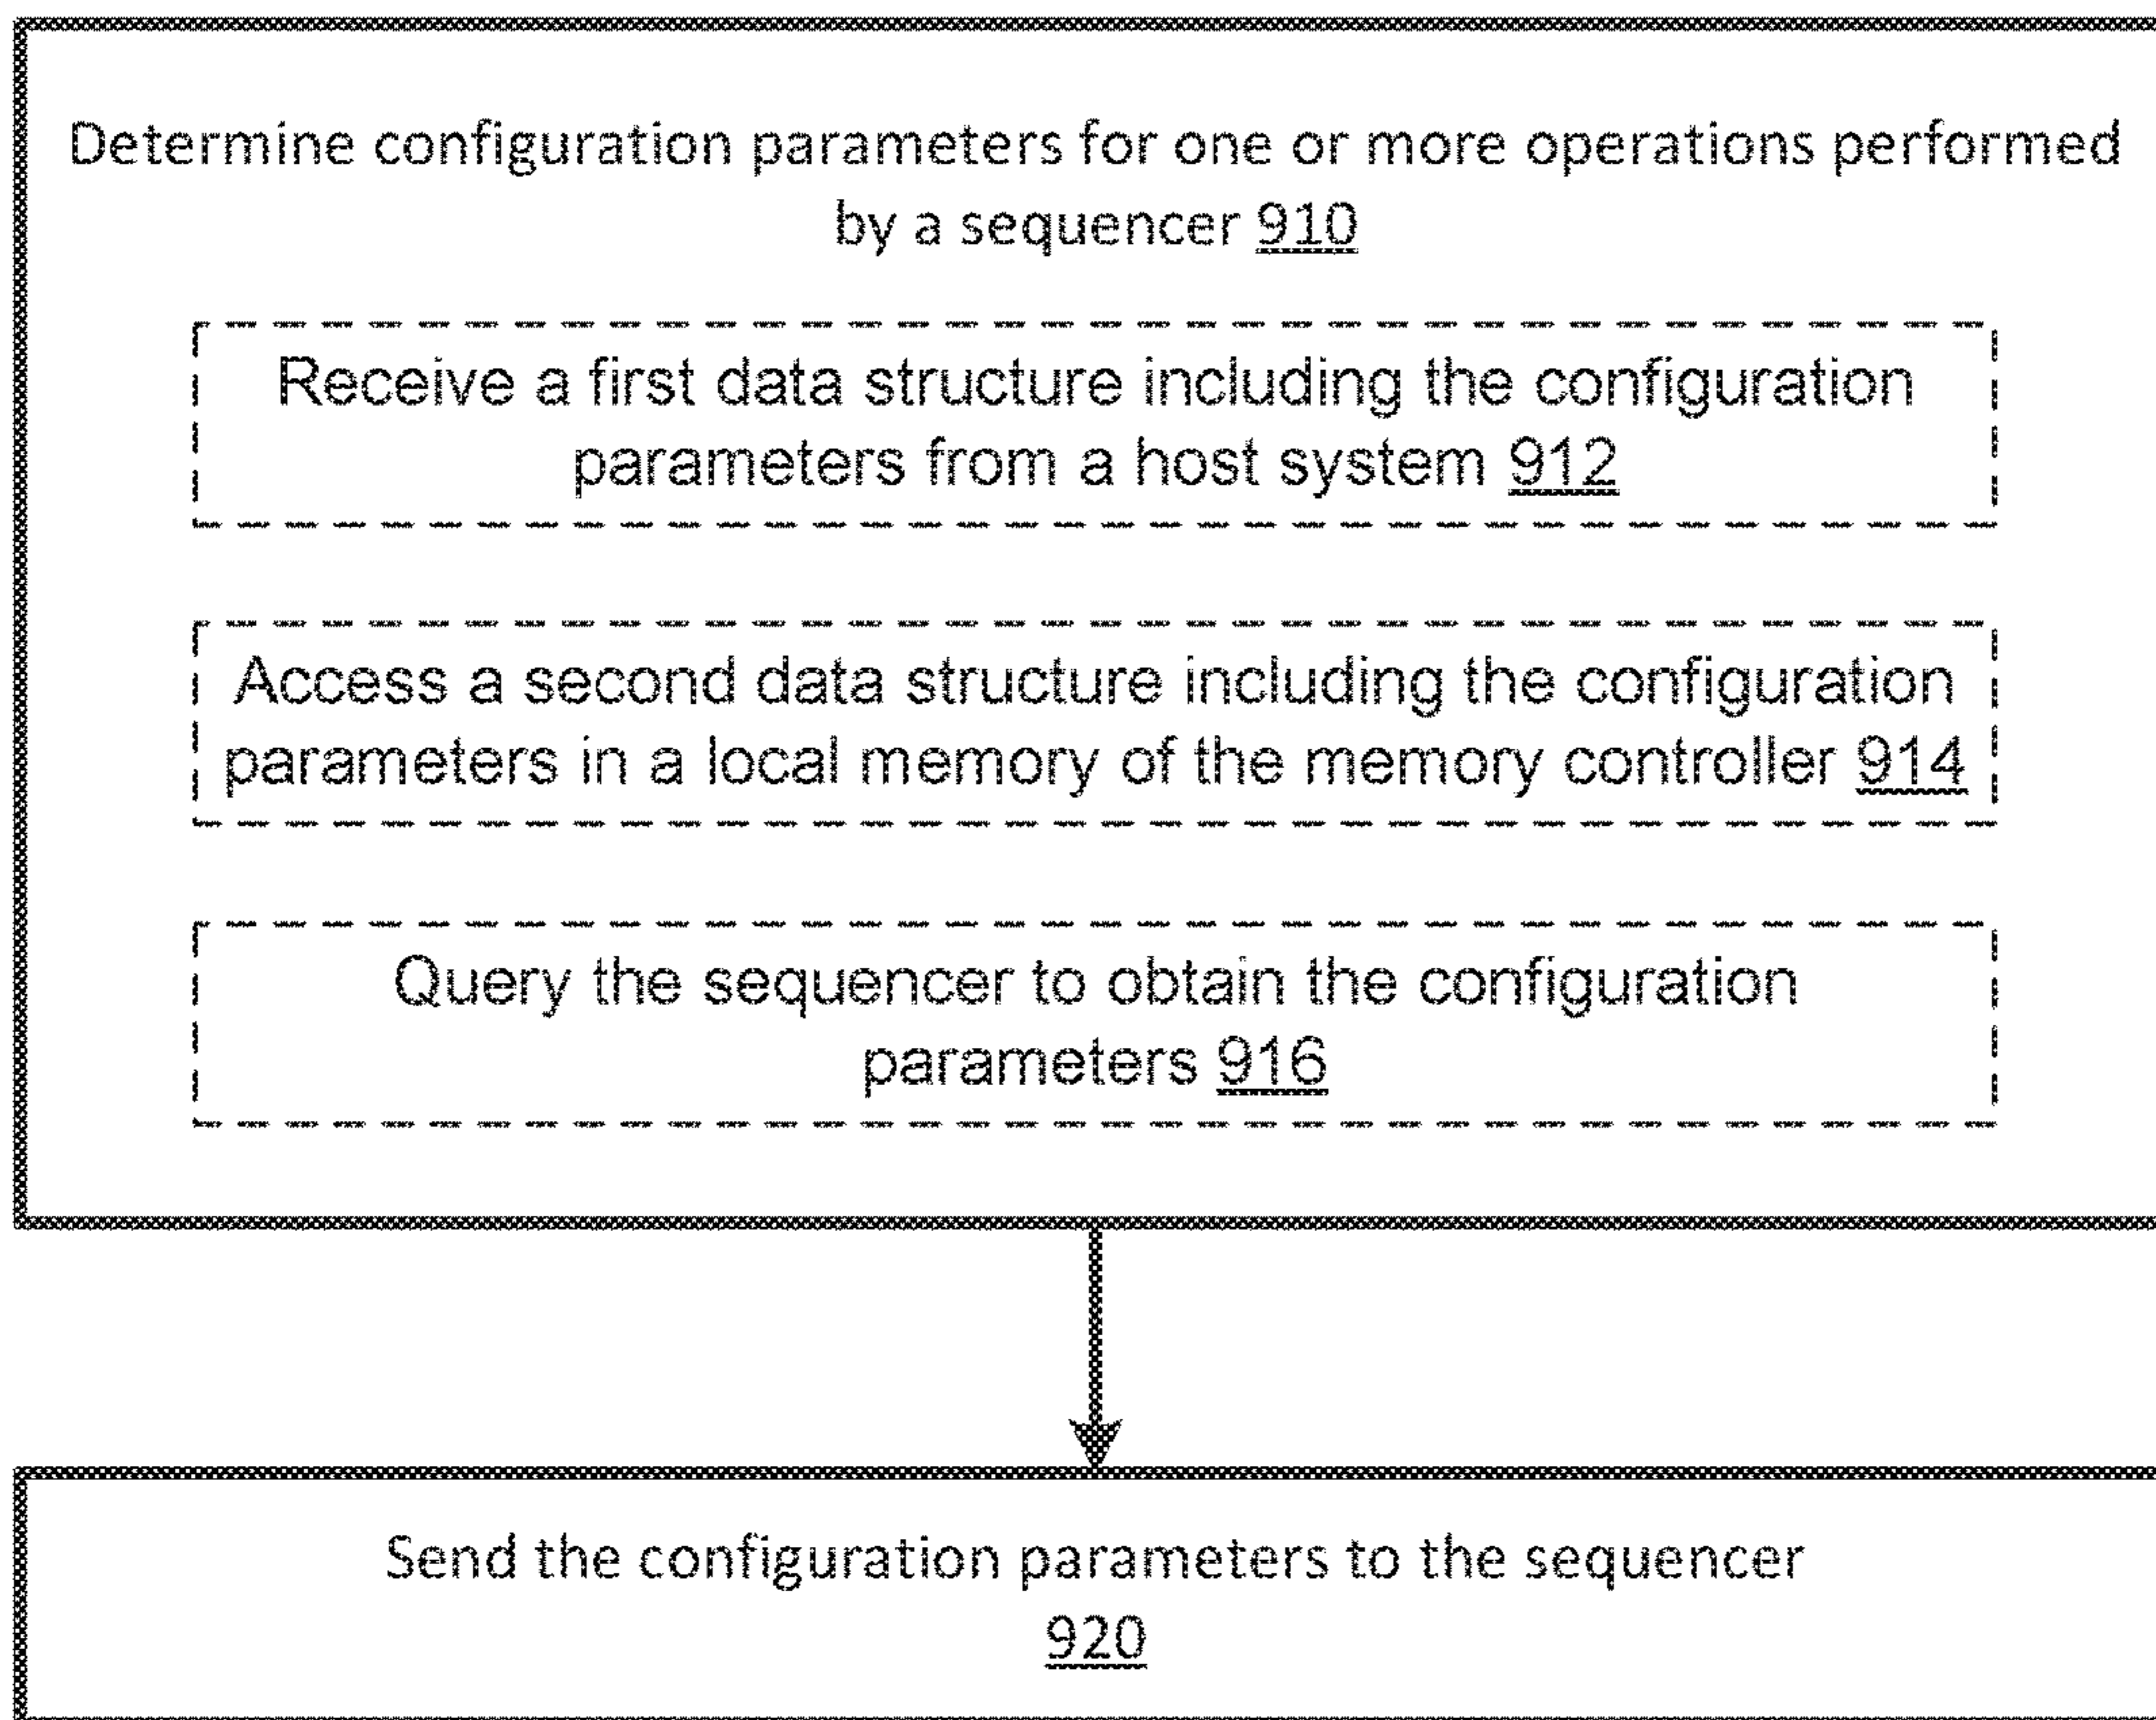 Determine configuration parameters for one or more operations performed
by a sequencer 910
Receive a first data structure including the configuration
parameters from a host system 912
Access a second data structure including the configuration
parameters in a local memory of the memory controller 914
Query the sequencer to obtain the configuration
parameters 916
Send the configuration parameters to the sequencer
920